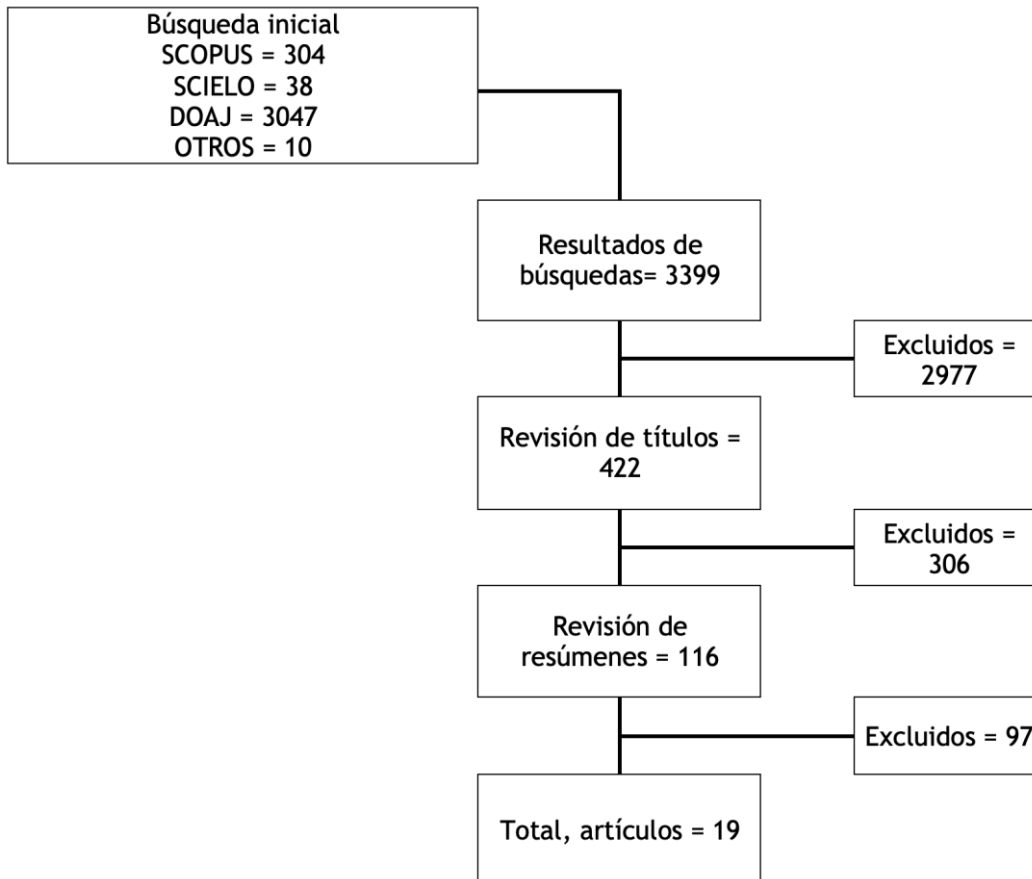 Búsqueda inicial
SCOPUS = 304
SCIELO = 38
DOAJ = 3047
OTROS = 10
Resultados de
búsquedas= 3399
Excluidos =
2977
Revisión de títulos =
422
Excluidos =
306
Revisión de
resúmenes = 116
Excluidos = 97
Total, artículos = 19